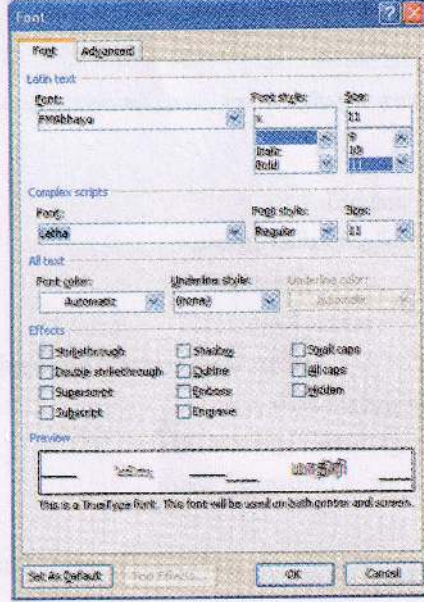 Font
Font Advanced
Latin text
Font: Font style: Size:
FMAbhaya x 11
9
Italic 10
Bold 11
Complex scripts
Font: Font style: Size:
Latha Regular 11
All text
Font color: Underline style: Underline color:
Automatic (none) Automatic
Effects
Strikethrough Shadow Small caps
Double strikethrough Outline All caps
Superscript Emboss Hidden
Subscript Engrave
Preview
This is a TrueType font. This font will be used on both printer and screen.
Set As Default Text Effects... OK Cancel